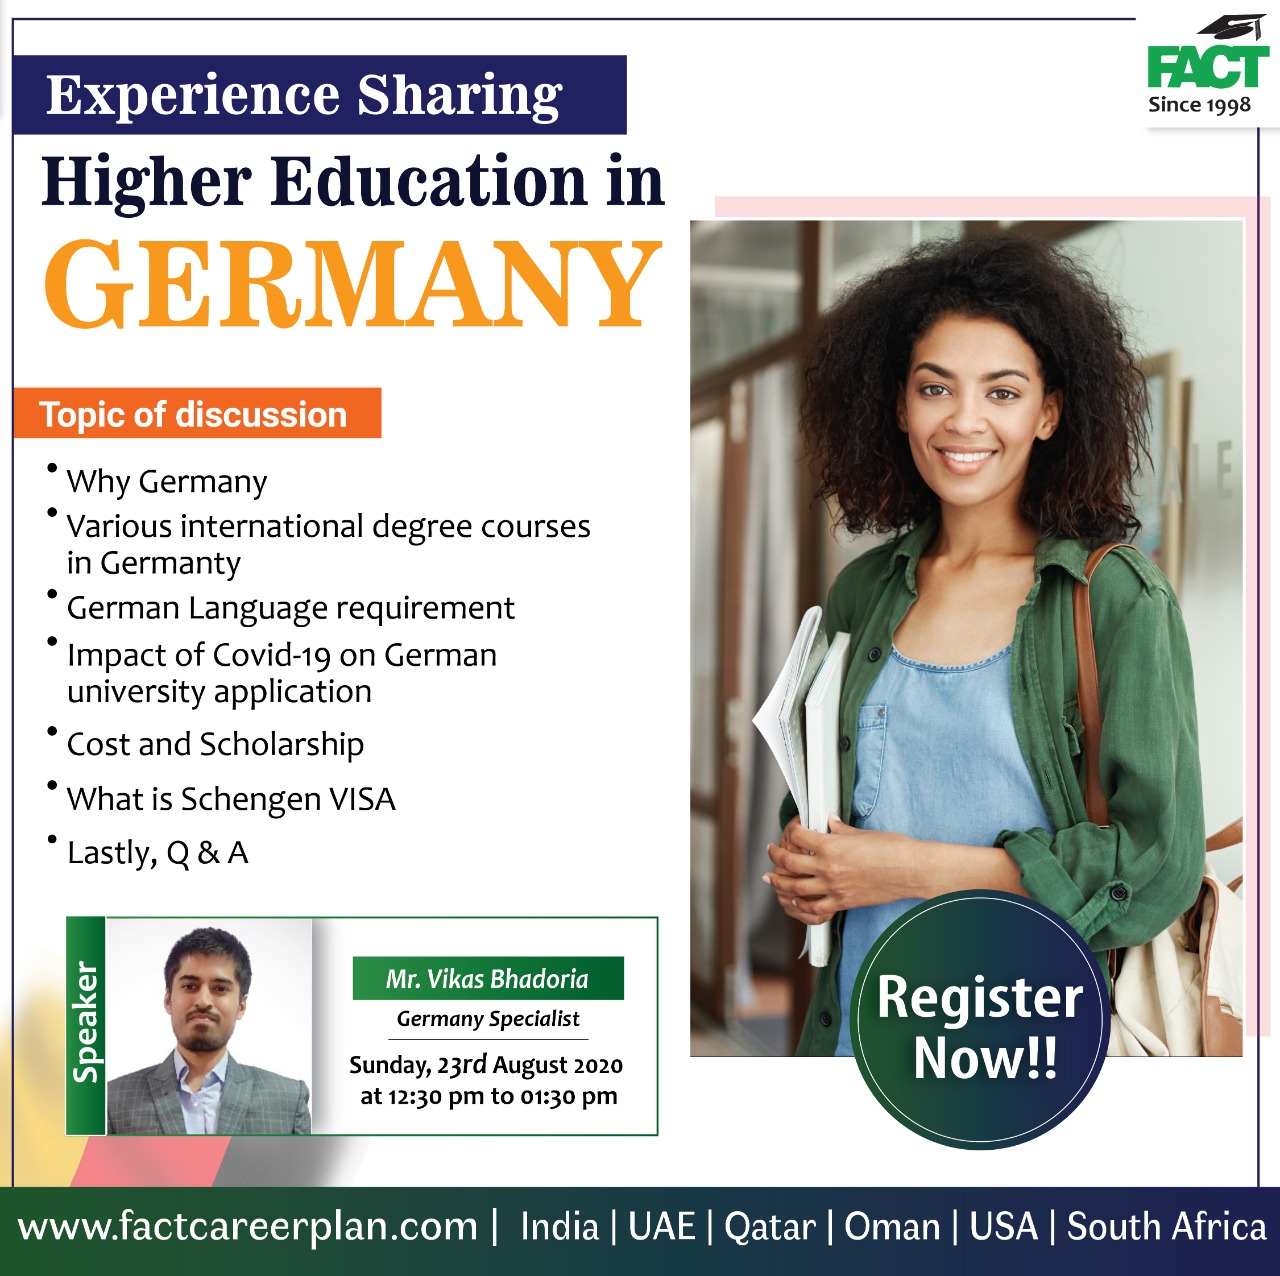 FACT
Since 1998
Experience Sharing
Higher Education in
GERMANY
Topic of discussion
• Why Germany
• Various international degree courses
in Germanty
• German Language requirement
• Impact of Covid-19 on German
university application
• Cost and Scholarship
• What is Schengen VISA
• Lastly, Q & A
Speaker
Mr. Vikas Bhadoria
Germany Specialist
Sunday, 23rd August 2020
at 12:30 pm to 01:30 pm
Register
Now!!
www.factcareerplan.com | India | UAE | Qatar | Oman | USA | South Africa